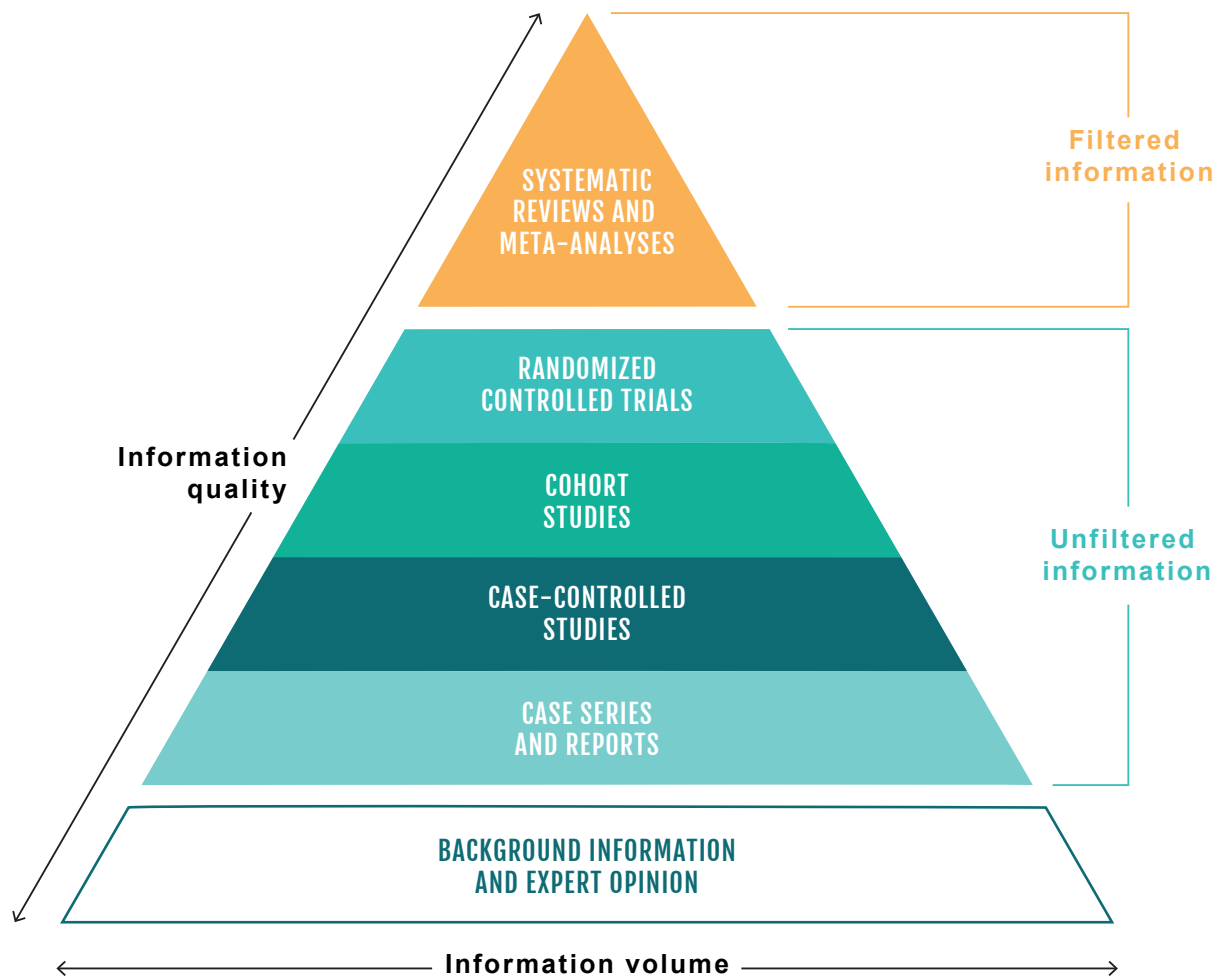 SYSTEMATIC
REVIEWS AND
META-ANALYSES
Filtered
information
RANDOMIZED
CONTROLLED TRIALS
Information
quality
COHORT
STUDIES
Unfiltered
information
CASE-CONTROLLED
STUDIES
CASE SERIES
AND REPORTS
BACKGROUND INFORMATION
AND EXPERT OPINION
Information volume